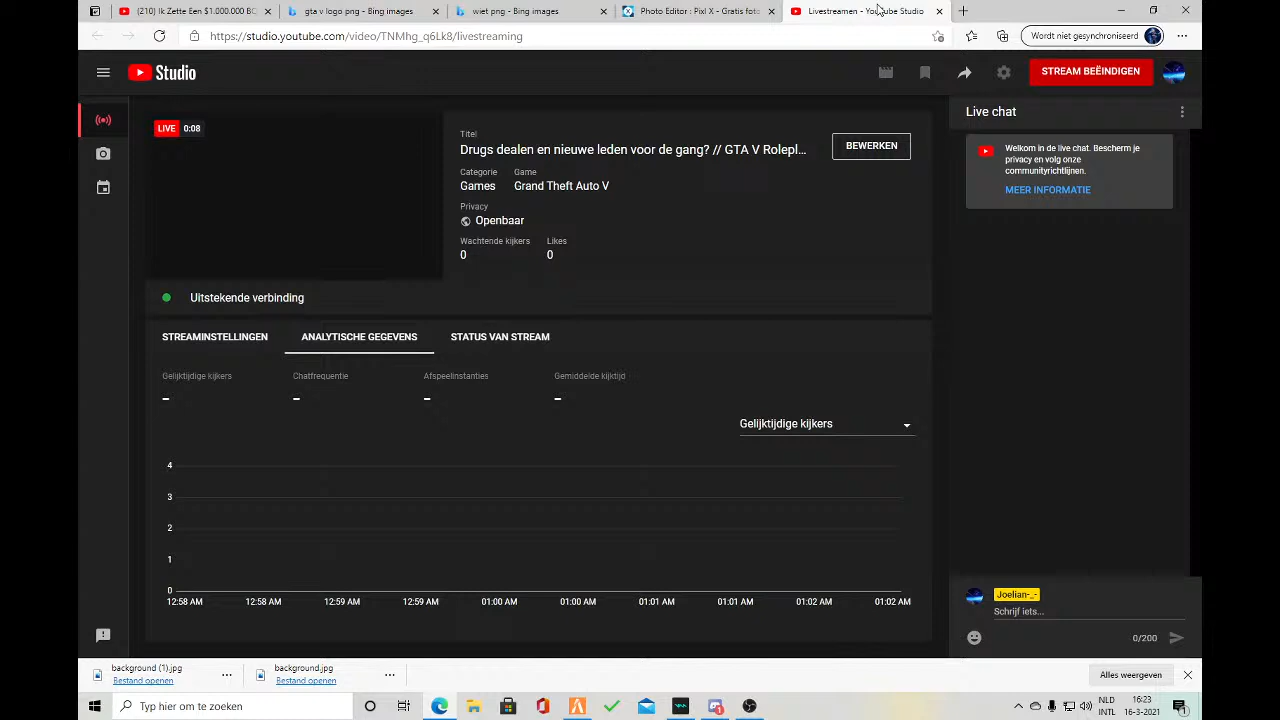 (210) Ik Zette Een $1.000.000 BO
gta v logo png - Bing images
wiet png - Bing images
Photo Editor : Pixl X - Gratis foto
Livestreamen - YouTube Studio
https://studio.youtube.com/video/TNMhg_q6Lk8/livestreaming
Wordt niet gesynchroniseerd
Studio
STREAM BEËINDIGEN
LIVE 0:08
Titel
Drugs dealen en nieuwe leden voor de gang? // GTA V Rolepl...
BEWERKEN
Categorie Game
Games Grand Theft Auto V
Privacy
Openbaar
Wachtende kijkers Likes
0 0
Uitstekende verbinding
STREAMINSTELLINGEN ANALYTISCHE GEGEVENS STATUS VAN STREAM
Gelijktijdige kijkers Chatfrequentie Afspeelinstanties Gemiddelde kijktijd
– – – –
Gelijktijdige kijkers
4
3
2
1
0
12:58 AM 12:58 AM 12:59 AM 12:59 AM 01:00 AM 01:00 AM 01:01 AM 01:01 AM 01:02 AM 01:02 AM
Live chat
Welkom in de live chat. Bescherm je
privacy en volg onze
communityrichtlijnen.
MEER INFORMATIE
Joelian-_-
Schrijf iets...
0/200
background (1).jpg
Bestand openen
background.jpg
Bestand openen
Alles weergeven
Typ hier om te zoeken
NLD
INTL
16:23
16-3-2021
1